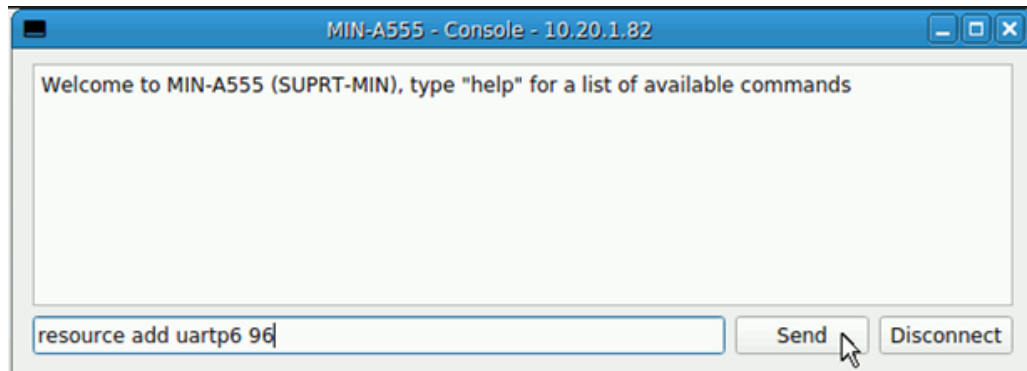 MIN-A555 - Console - 10.20.1.82
Welcome to MIN-A555 (SUPRT-MIN), type "help" for a list of available commands
resource add uartp6 96
Send
Disconnect